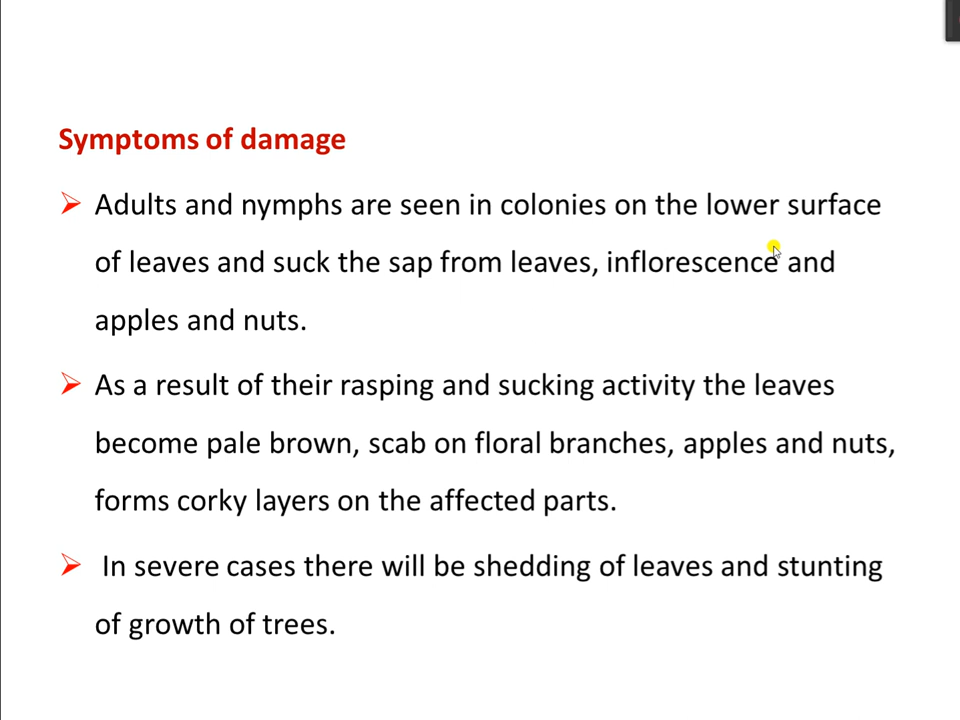 Symptoms of damage
➢ Adults and nymphs are seen in colonies on the lower surface
of leaves and suck the sap from leaves, inflorescence and
apples and nuts.
➢ As a result of their rasping and sucking activity the leaves
become pale brown, scab on floral branches, apples and nuts,
forms corky layers on the affected parts.
➢ In severe cases there will be shedding of leaves and stunting
of growth of trees.